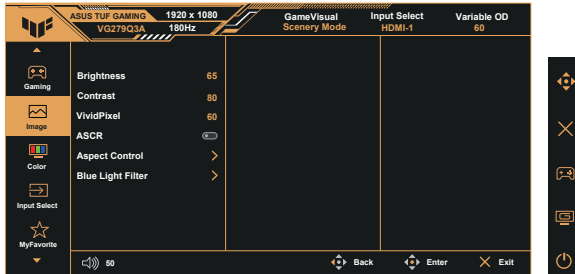 ASUS TUF GAMING 1920 x 1080 GameVisual Input Select Variable OD
VG279Q3A 180Hz Scenery Mode HDMI-1 60
Gaming
Image
Color
Input Select
MyFavorite
Brightness 65
Contrast 80
VividPixel 60
ASCR
Aspect Control
Blue Light Filter
50 Back Enter Exit